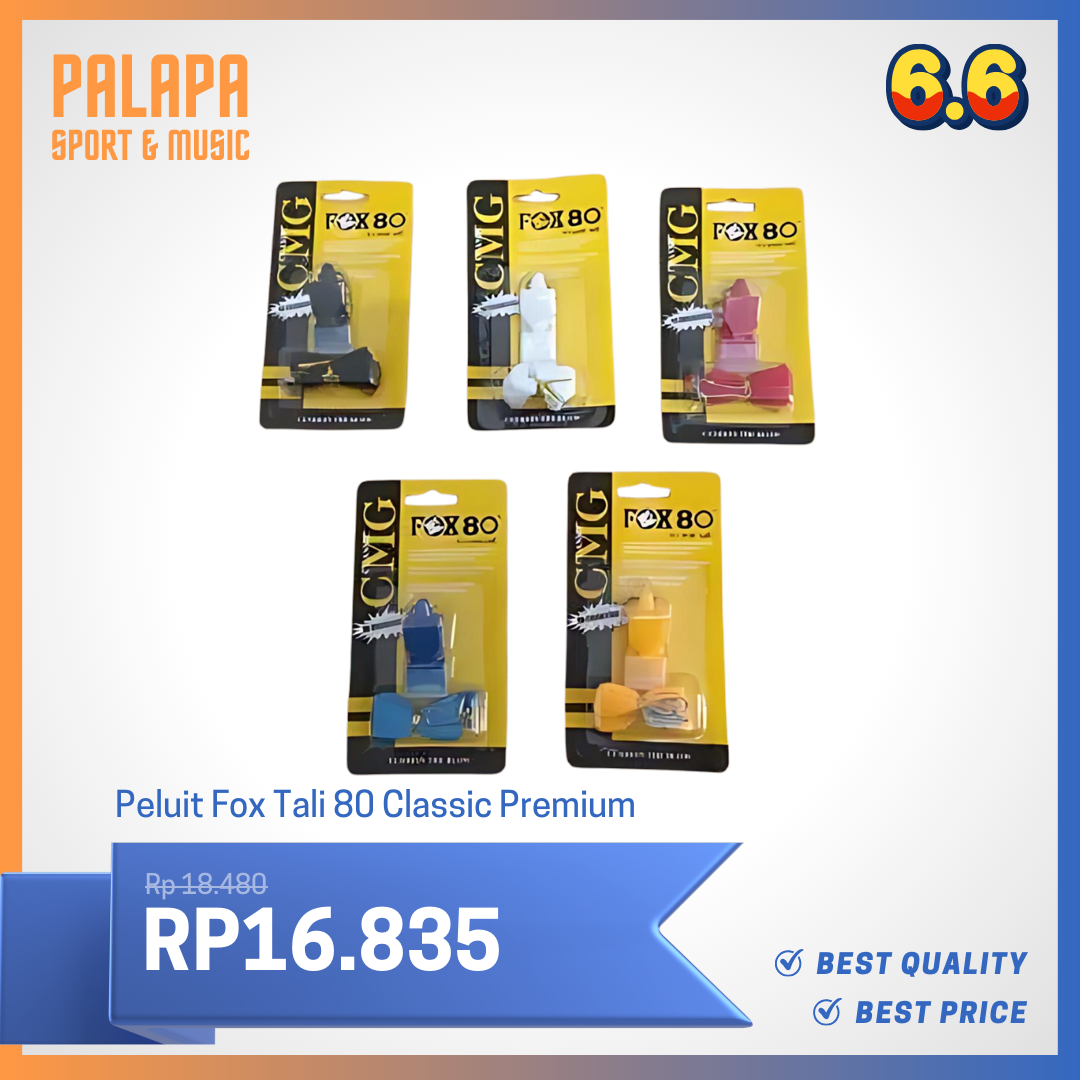 PALAPA
SPORT & MUSIC
6.6
CMG
FOX 80
CMG
FOX 80
CMG
FOX 80
CMG
FOX 80
CMG
FOX 80
Peluit Fox Tali 80 Classic Premium
Rp 18.480
RP16.835
BEST QUALITY
BEST PRICE